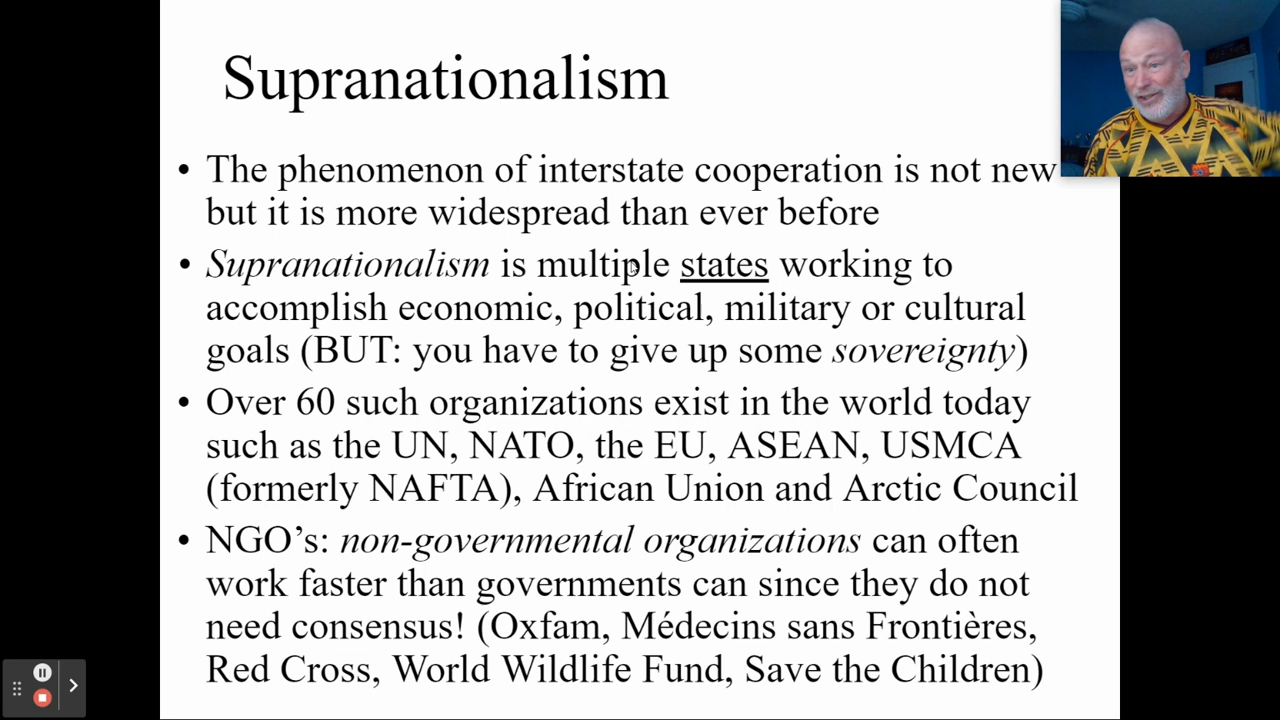 Supranationalism
• The phenomenon of interstate cooperation is not new
but it is more widespread than ever before
• Supranationalism is multiple states working to
accomplish economic, political, military or cultural
goals (BUT: you have to give up some sovereignty)
• Over 60 such organizations exist in the world today
such as the UN, NATO, the EU, ASEAN, USMCA
(formerly NAFTA), African Union and Arctic Council
• NGO’s: non-governmental organizations can often
work faster than governments can since they do not
need consensus! (Oxfam, Médecins sans Frontières,
Red Cross, World Wildlife Fund, Save the Children)